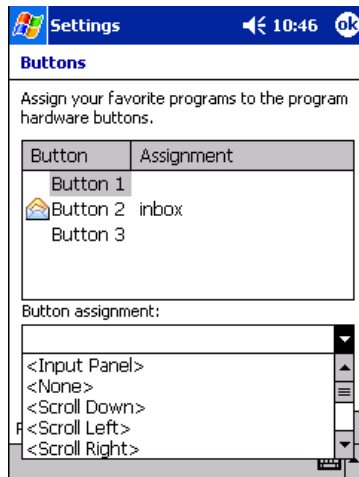 Settings 10:46 ok
Buttons
Assign your favorite programs to the program
hardware buttons.
Button Assignment
Button 1
Button 2 inbox
Button 3
Button assignment:
<Input Panel>
<None>
<Scroll Down>
<Scroll Left>
<Scroll Right>